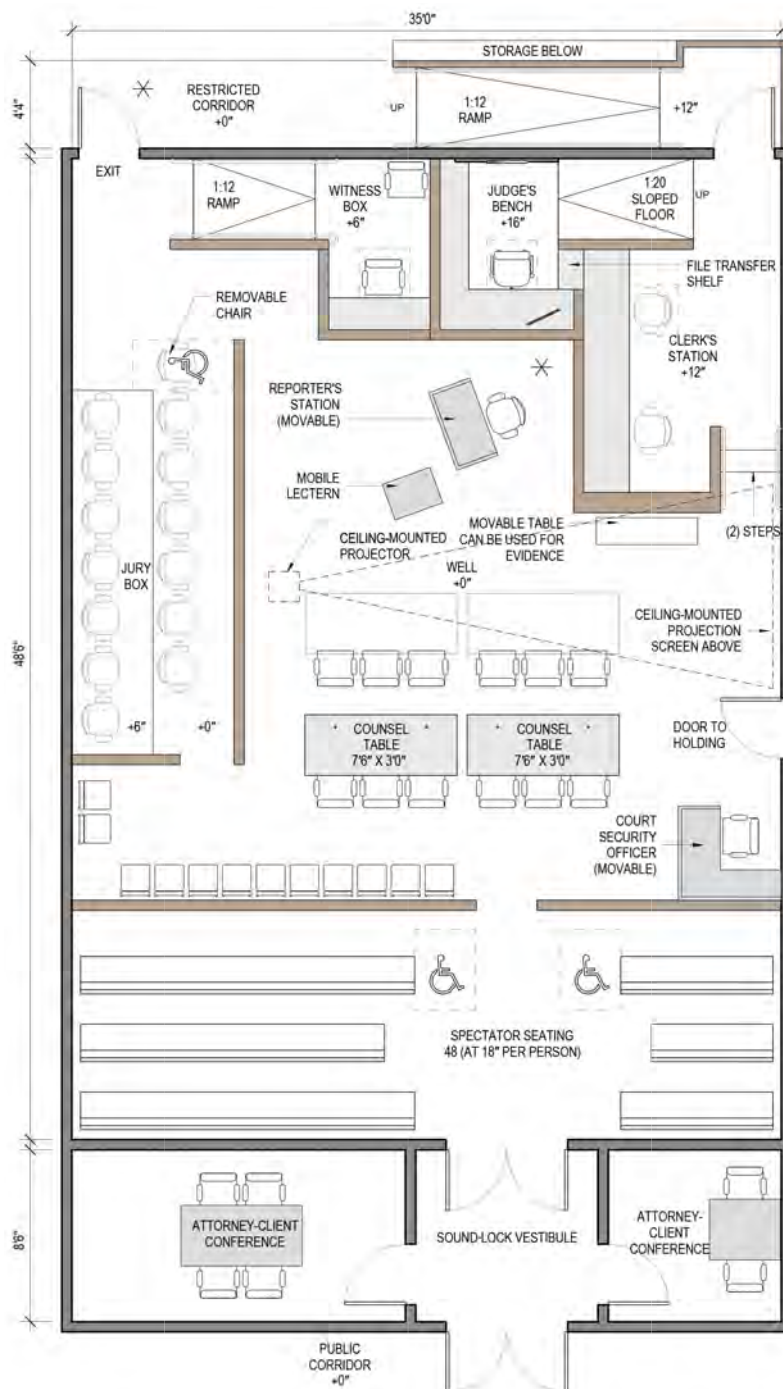 35'0"
STORAGE BELOW
4'4"
RESTRICTED
CORRIDOR
+0"
UP
1:12
RAMP
+12"
EXIT
1:12
RAMP
WITNESS
BOX
+6"
JUDGE'S
BENCH
+16"
1:20
SLOPED
FLOOR
UP
FILE TRANSFER
SHELF
REMOVABLE
CHAIR
CLERK'S
STATION
+12"
REPORTER'S
STATION
(MOVABLE)
MOBILE
LECTERN
CEILING-MOUNTED
PROJECTOR
MOVABLE TABLE
CAN BE USED FOR
EVIDENCE
(2) STEPS
WELL
+0"
JURY
BOX
48'6"
CEILING-MOUNTED
PROJECTION
SCREEN ABOVE
+6"
+0"
COUNSEL
TABLE
7'6" X 3'0"
COUNSEL
TABLE
7'6" X 3'0"
DOOR TO
HOLDING
COURT
SECURITY
OFFICER
(MOVABLE)
SPECTATOR SEATING
48 (AT 18" PER PERSON)
8'6"
ATTORNEY-CLIENT
CONFERENCE
SOUND-LOCK VESTIBULE
ATTORNEY-
CLIENT
CONFERENCE
PUBLIC
CORRIDOR
+0"